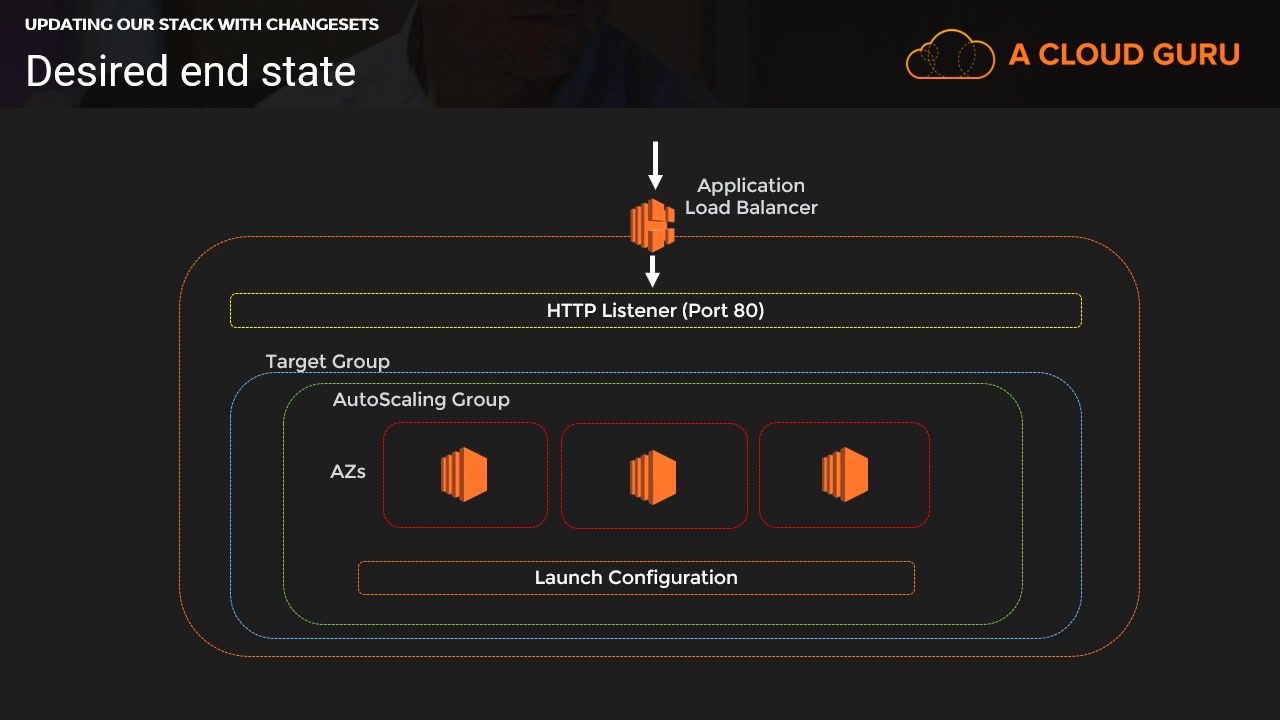 UPDATING OUR STACK WITH CHANGESETS
Desired end state
A CLOUD GURU
Application
Load Balancer
HTTP Listener (Port 80)
Target Group
AutoScaling Group
AZs
Launch Configuration